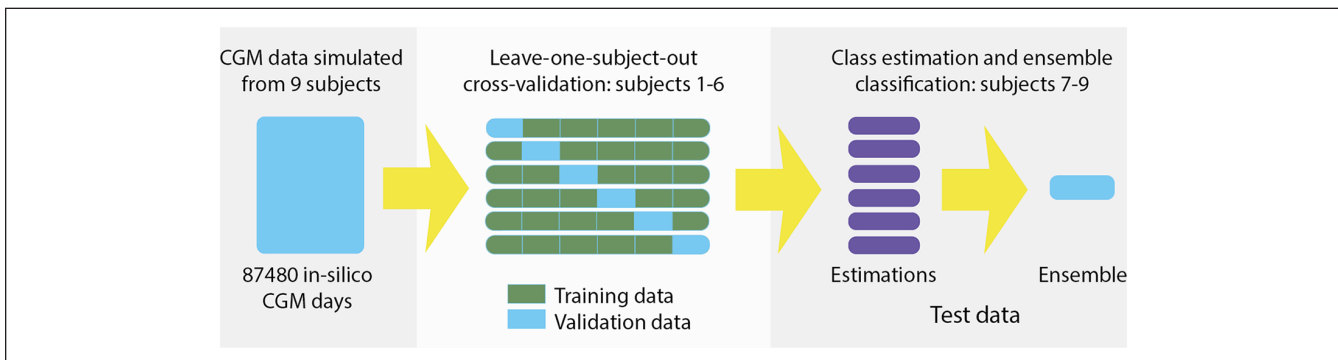 CGM data simulated
from 9 subjects
87480 in-silico
CGM days
Leave-one-subject-out
cross-validation: subjects 1-6
Training data
Validation data
Class estimation and ensemble
classification: subjects 7-9
Estimations
Ensemble
Test data